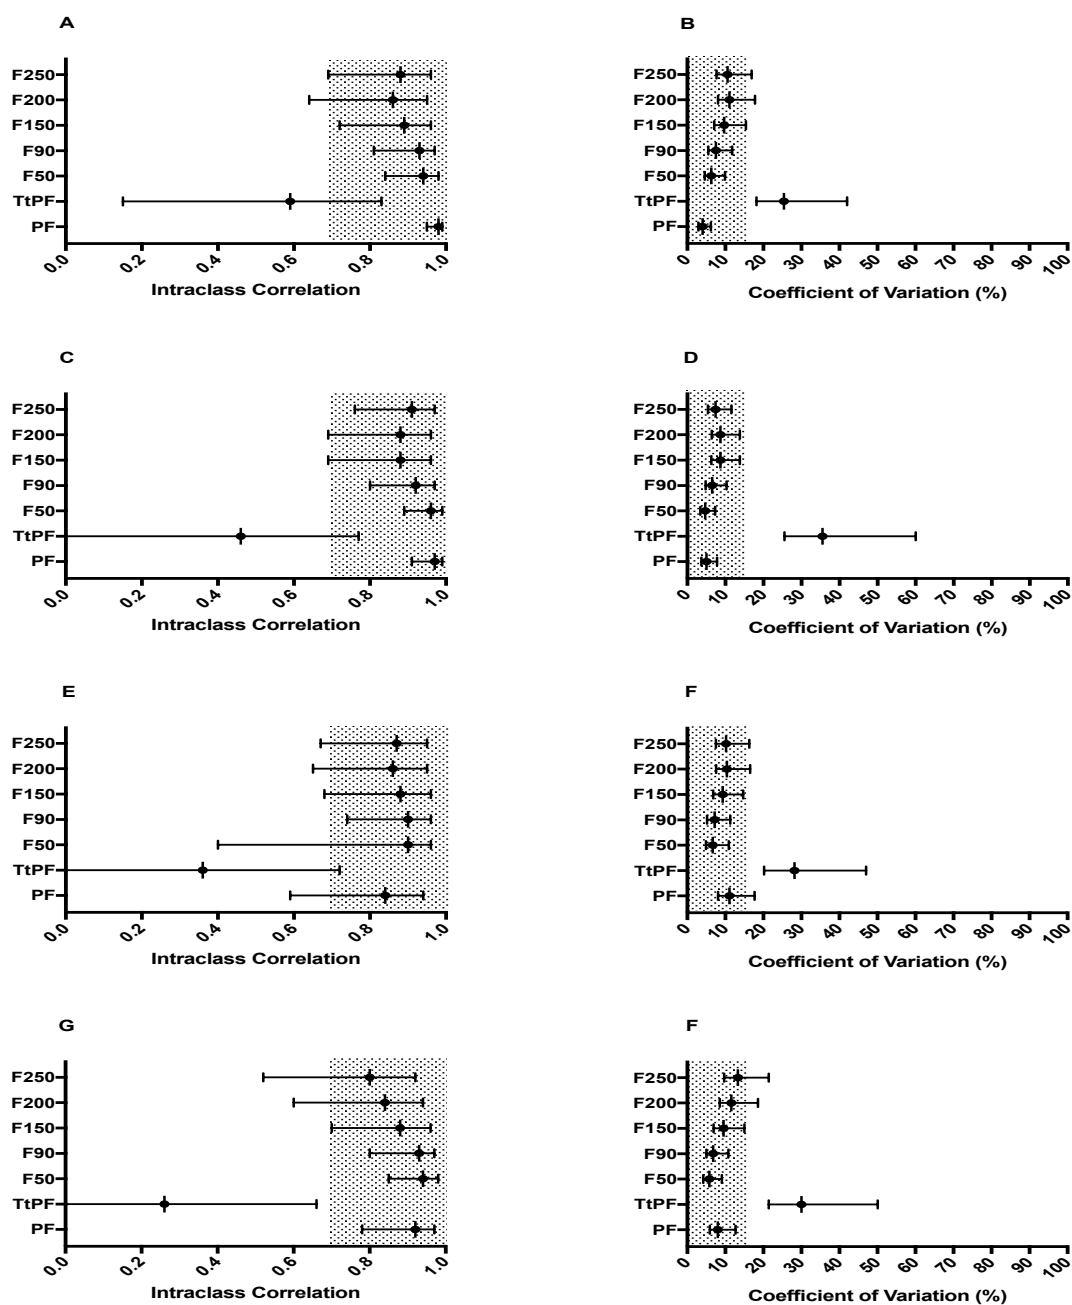 A
F250
F200
F150
F90
F50
TtPF
PF
0.0 0.2 0.4 0.6 0.8 1.0
Intraclass Correlation
B
F250
F200
F150
F90
F50
TtPF
PF
0 10 20 30 40 50 60 70 80 90 100
Coefficient of Variation (%)
C
F250
F200
F150
F90
F50
TtPF
PF
0.0 0.2 0.4 0.6 0.8 1.0
Intraclass Correlation
D
F250
F200
F150
F90
F50
TtPF
PF
0 10 20 30 40 50 60 70 80 90 100
Coefficient of Variation (%)
E
F250
F200
F150
F90
F50
TtPF
PF
0.0 0.2 0.4 0.6 0.8 1.0
Intraclass Correlation
F
F250
F200
F150
F90
F50
TtPF
PF
0 10 20 30 40 50 60 70 80 90 100
Coefficient of Variation (%)
G
F250
F200
F150
F90
F50
TtPF
PF
0.0 0.2 0.4 0.6 0.8 1.0
Intraclass Correlation
F
F250
F200
F150
F90
F50
TtPF
PF
0 10 20 30 40 50 60 70 80 90 100
Coefficient of Variation (%)